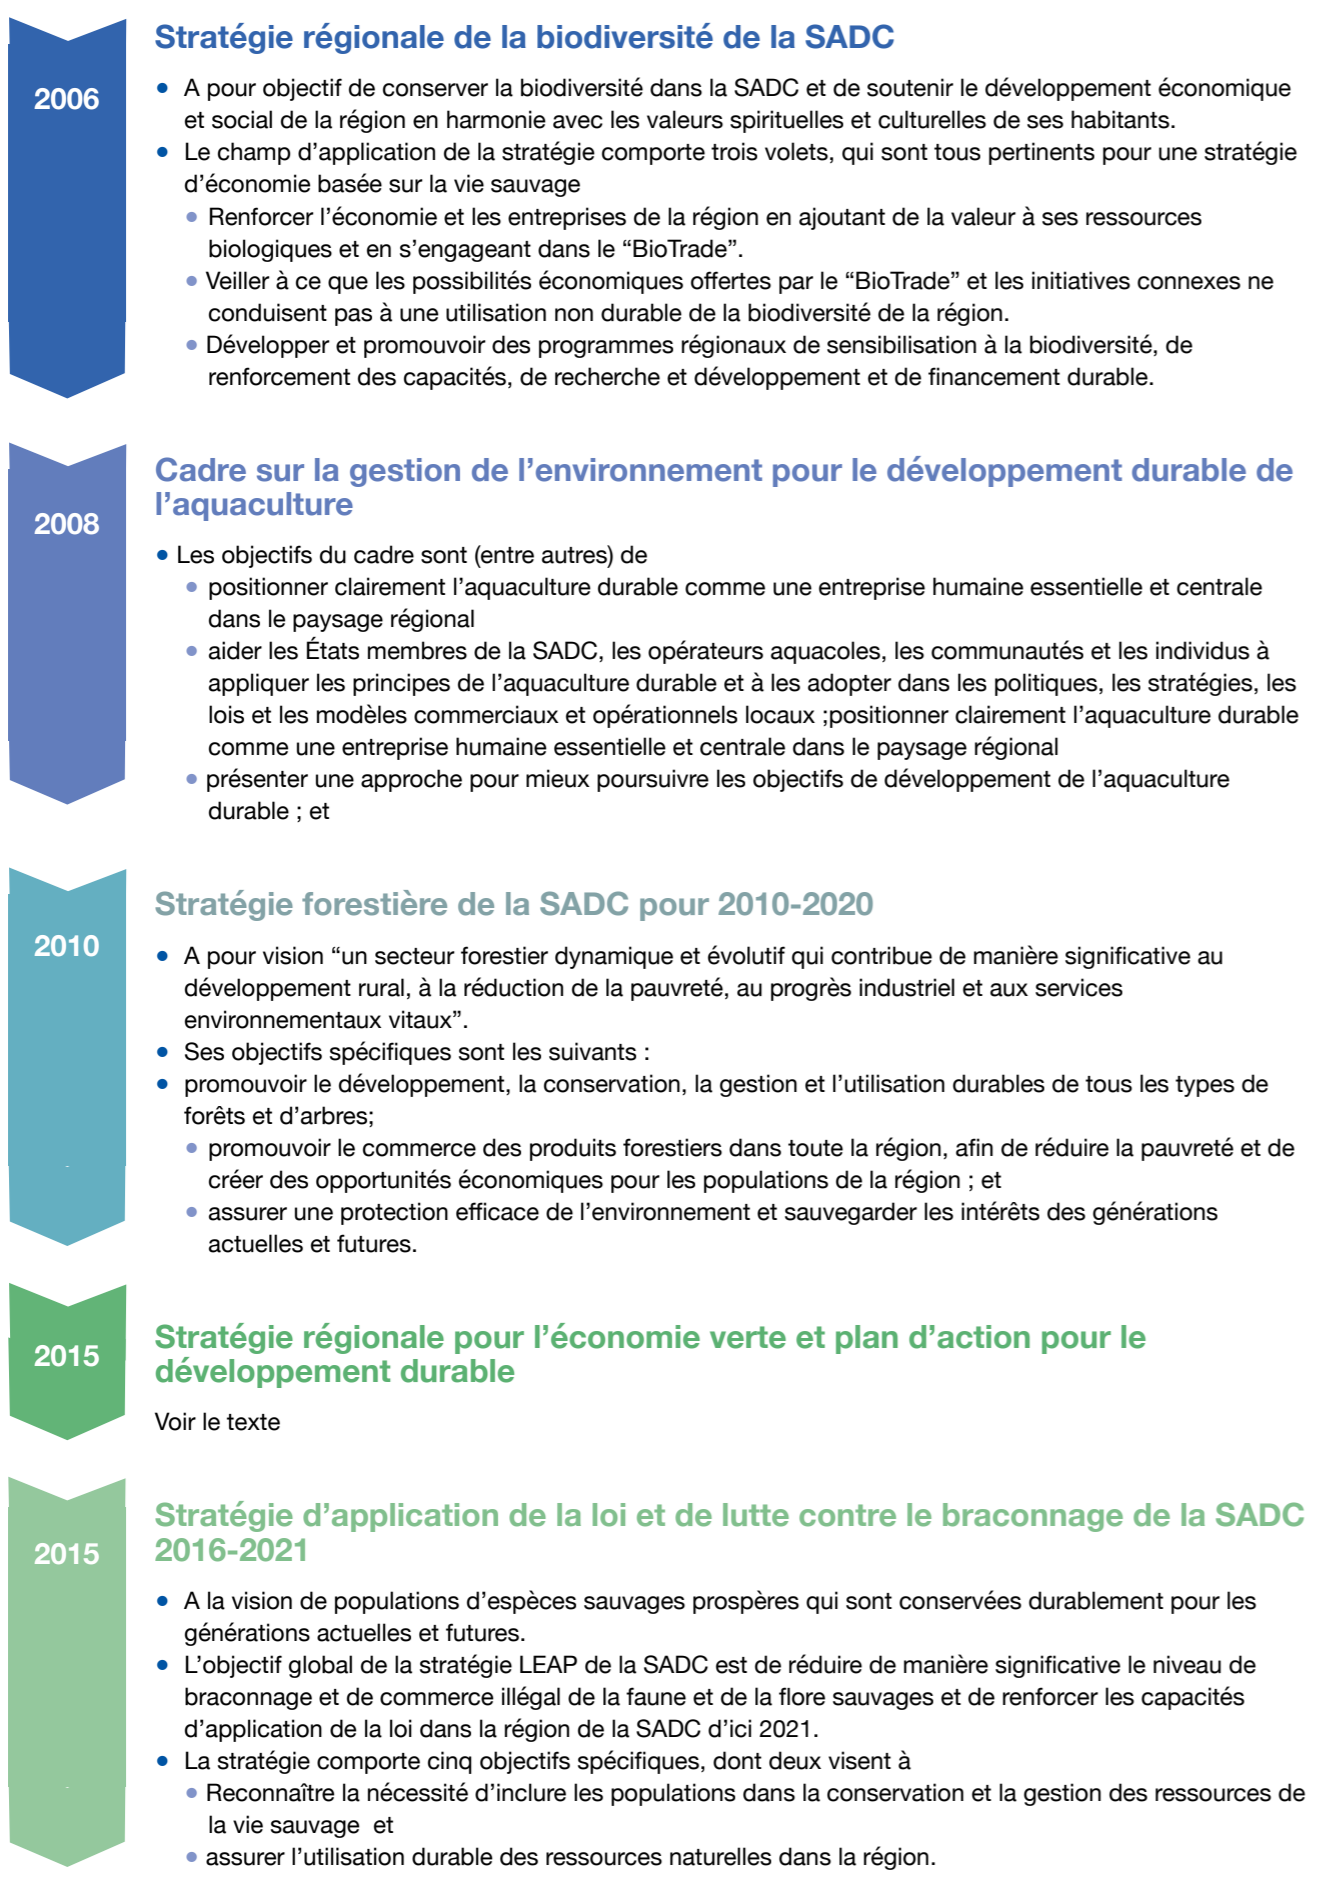 Stratégie régionale de la biodiversité de la SADC
2006
• A pour objectif de conserver la biodiversité dans la SADC et de soutenir le développement économique
et social de la région en harmonie avec les valeurs spirituelles et culturelles de ses habitants.
• Le champ d’application de la stratégie comporte trois volets, qui sont tous pertinents pour une stratégie
d’économie basée sur la vie sauvage
• Renforcer l’économie et les entreprises de la région en ajoutant de la valeur à ses ressources
biologiques et en s’engageant dans le “BioTrade”.
• Veiller à ce que les possibilités économiques offertes par le “BioTrade” et les initiatives connexes ne
conduisent pas à une utilisation non durable de la biodiversité de la région.
• Développer et promouvoir des programmes régionaux de sensibilisation à la biodiversité, de
renforcement des capacités, de recherche et développement et de financement durable.
Cadre sur la gestion de l’environnement pour le développement durable de
l’aquaculture
2008
• Les objectifs du cadre sont (entre autres) de
• positionner clairement l’aquaculture durable comme une entreprise humaine essentielle et centrale
dans le paysage régional
• aider les États membres de la SADC, les opérateurs aquacoles, les communautés et les individus à
appliquer les principes de l’aquaculture durable et à les adopter dans les politiques, les stratégies, les
lois et les modèles commerciaux et opérationnels locaux ;positionner clairement l’aquaculture durable
comme une entreprise humaine essentielle et centrale dans le paysage régional
• présenter une approche pour mieux poursuivre les objectifs de développement de l’aquaculture
durable ; et
Stratégie forestière de la SADC pour 2010-2020
2010
• A pour vision “un secteur forestier dynamique et évolutif qui contribue de manière significative au
développement rural, à la réduction de la pauvreté, au progrès industriel et aux services
environnementaux vitaux”.
• Ses objectifs spécifiques sont les suivants :
• promouvoir le développement, la conservation, la gestion et l’utilisation durables de tous les types de
forêts et d’arbres;
• promouvoir le commerce des produits forestiers dans toute la région, afin de réduire la pauvreté et de
créer des opportunités économiques pour les populations de la région ; et
• assurer une protection efficace de l’environnement et sauvegarder les intérêts des générations
actuelles et futures.
Stratégie régionale pour l’économie verte et plan d’action pour le
2015
développement durable
Voir le texte
Stratégie d’application de la loi et de lutte contre le braconnage de la SADC
2016-2021
2015
• A la vision de populations d’espèces sauvages prospères qui sont conservées durablement pour les
générations actuelles et futures.
• L’objectif global de la stratégie LEAP de la SADC est de réduire de manière significative le niveau de
braconnage et de commerce illégal de la faune et de la flore sauvages et de renforcer les capacités
d’application de la loi dans la région de la SADC d’ici 2021.
• La stratégie comporte cinq objectifs spécifiques, dont deux visent à
• Reconnaître la nécessité d’inclure les populations dans la conservation et la gestion des ressources de
la vie sauvage et
• assurer l’utilisation durable des ressources naturelles dans la région.